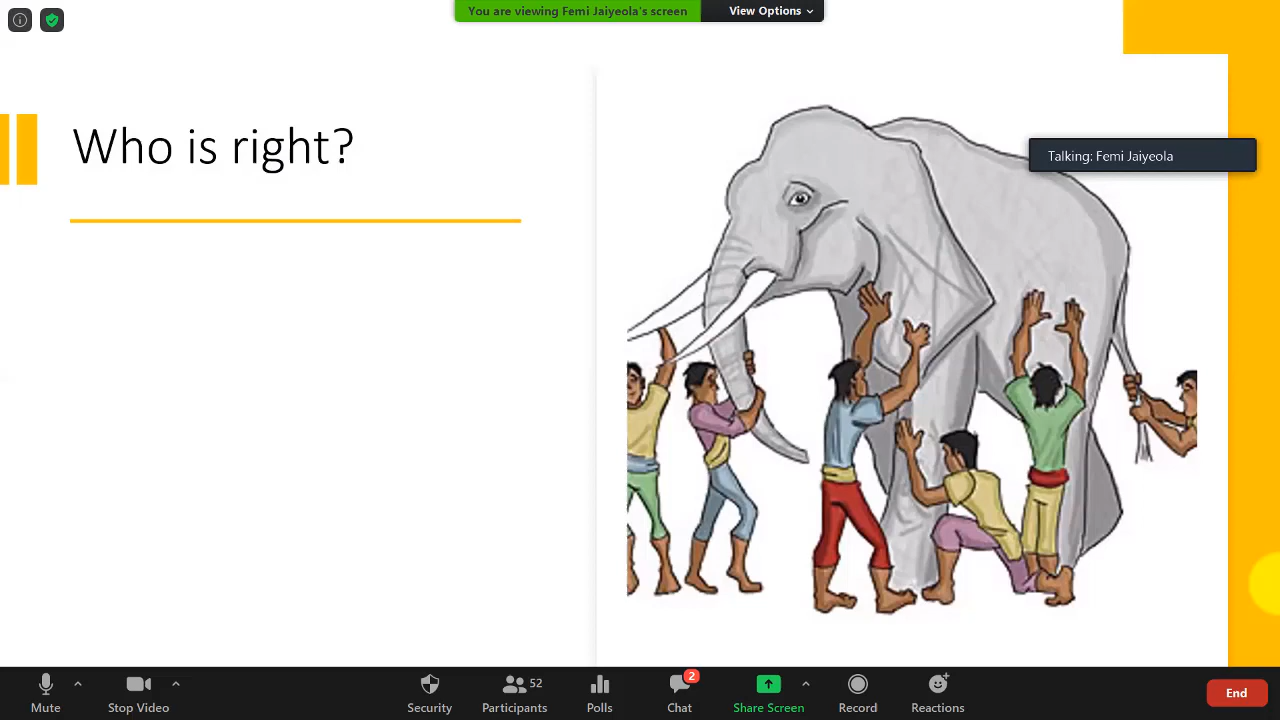 You are viewing Femi Jaiyeola's screen
View Options
Who is right?
Talking: Femi Jaiyeola
Mute
Stop Video
Security
52
Participants
Polls
2
Chat
Share Screen
Record
Reactions
End